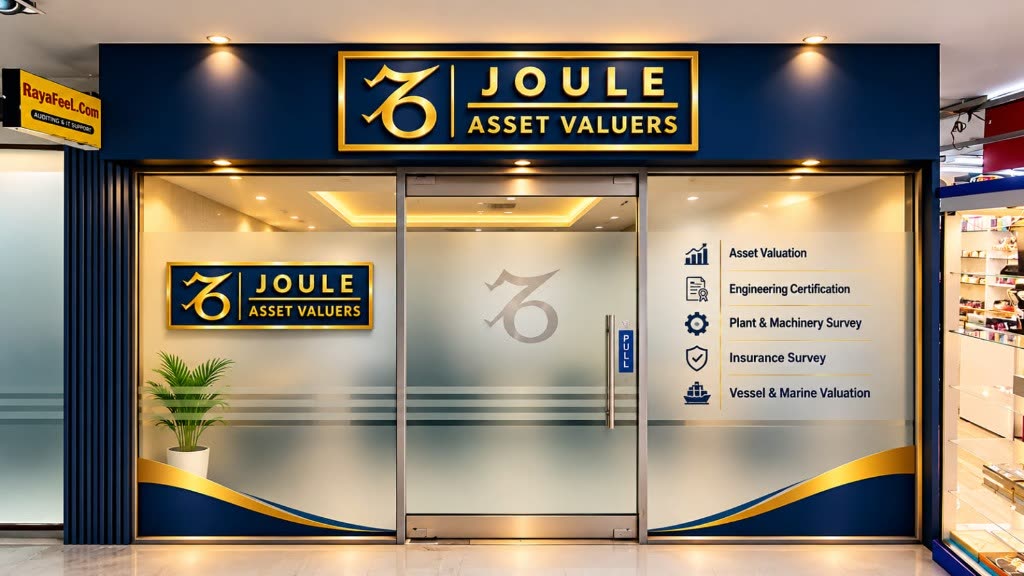 RayaFeel.Com
AUDITING & IT SUPPORT
JOULE
ASSET VALUERS
JOULE
ASSET VALUERS
PULL
Asset Valuation
Engineering Certification
Plant & Machinery Survey
Insurance Survey
Vessel & Marine Valuation